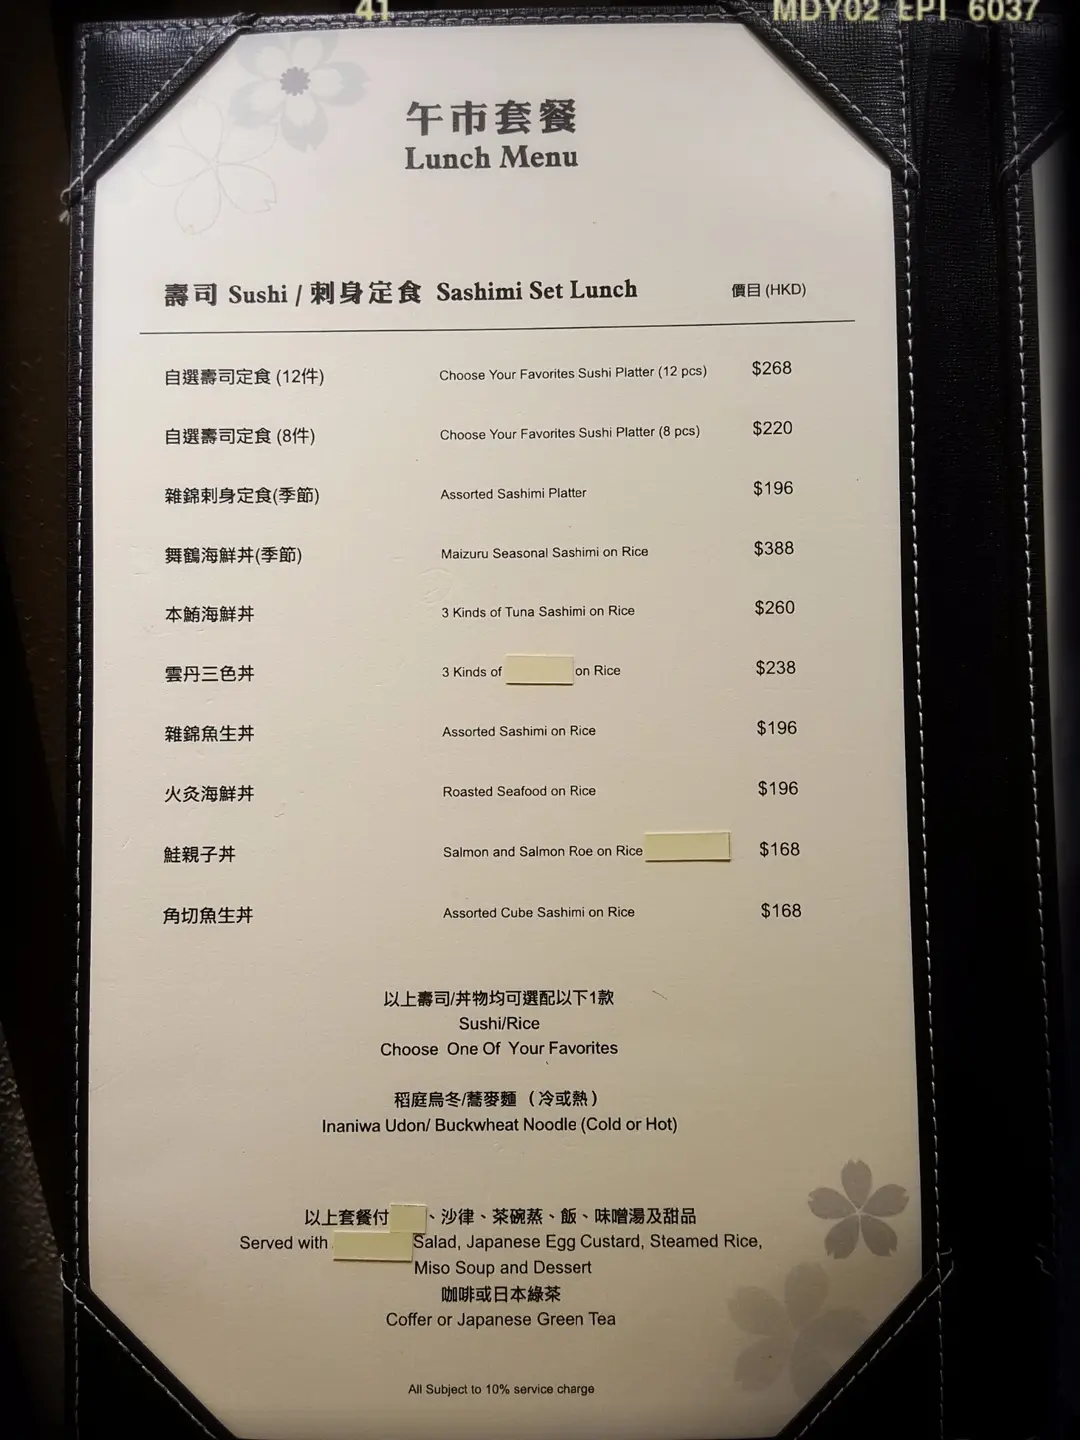 41 MDY02 EPT 6037
午市套餐
Lunch Menu
壽司 Sushi / 刺身定食 Sashimi Set Lunch 價目 (HKD)
自選壽司定食 (12件) Choose Your Favorites Sushi Platter (12 pcs) $268
自選壽司定食 (8件) Choose Your Favorites Sushi Platter (8 pcs) $220
雜錦刺身定食(季節) Assorted Sashimi Platter $196
舞鶴海鮮丼(季節) Maizuru Seasonal Sashimi on Rice $388
本鮪海鮮丼 3 Kinds of Tuna Sashimi on Rice $260
雲丹三色丼 3 Kinds of on Rice $238
雜錦魚生丼 Assorted Sashimi on Rice $196
火灸海鮮丼 Roasted Seafood on Rice $196
鮭親子丼 Salmon and Salmon Roe on Rice $168
角切魚生丼 Assorted Cube Sashimi on Rice $168
以上壽司/丼物均可選配以下1款
Sushi/Rice
Choose One Of Your Favorites
稻庭烏冬/蕎麥麵（冷或熱）
Inaniwa Udon/ Buckwheat Noodle (Cold or Hot)
以上套餐付、沙律、茶碗蒸、飯、味噌湯及甜品
Served with Salad, Japanese Egg Custard, Steamed Rice,
Miso Soup and Dessert
咖啡或日本綠茶
Coffer or Japanese Green Tea
All Subject to 10% service charge